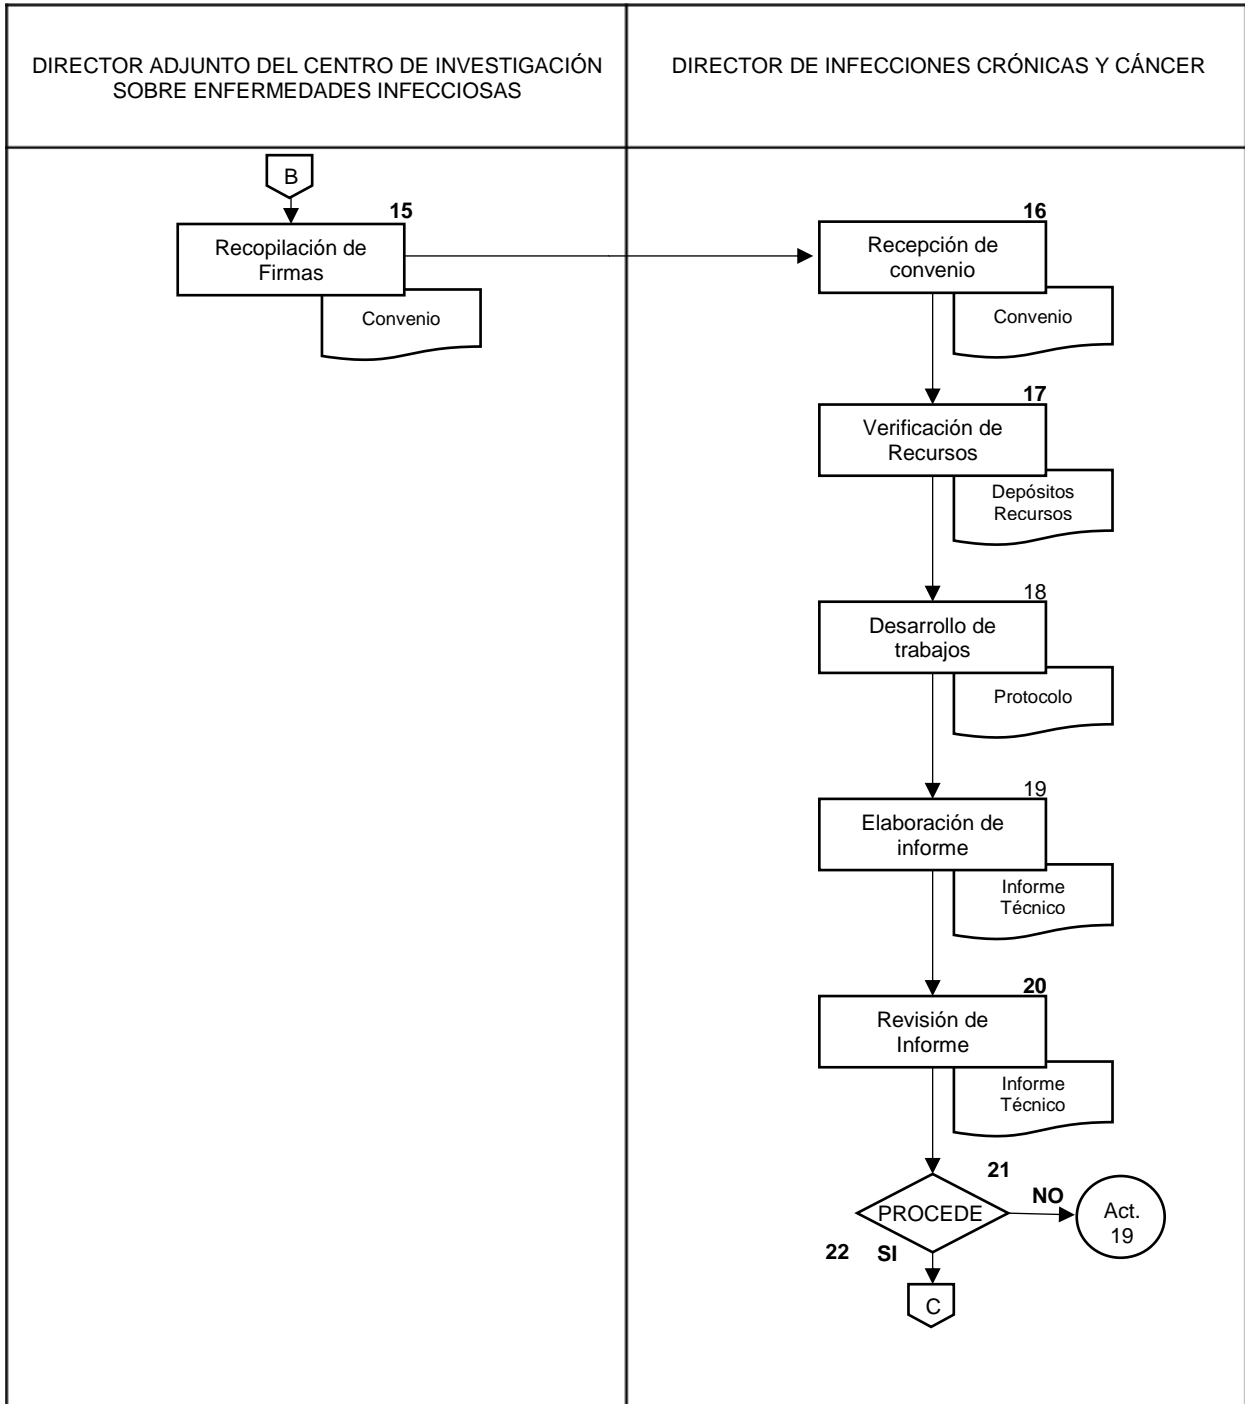 DIRECTOR ADJUNTO DEL CENTRO DE INVESTIGACIÓN
SOBRE ENFERMEDADES INFECCIOSAS
DIRECTOR DE INFECCIONES CRÓNICAS Y CÁNCER
B
15
Recopilación de
Firmas
Convenio
16
Recepción de
convenio
Convenio
17
Verificación de
Recursos
Depósitos
Recursos
18
Desarrollo de
trabajos
Protocolo
19
Elaboración de
informe
Informe
Técnico
20
Revisión de
Informe
Informe
Técnico
21
PROCEDE
NO
Act.
19
22 SI
C